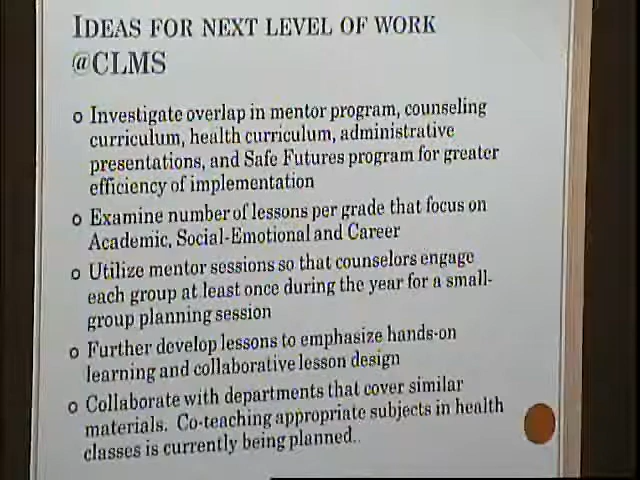 IDEAS FOR NEXT LEVEL OF WORK
@CLMS
o Investigate overlap in mentor program, counseling
curriculum, health curriculum, administrative
presentations, and Safe Futures program for greater
efficiency of implementation
o Examine number of lessons per grade that focus on
Academic, Social-Emotional and Career
o Utilize mentor sessions so that counselors engage
each group at least once during the year for a small-
group planning session
o Further develop lessons to emphasize hands-on
learning and collaborative lesson design
o Collaborate with departments that cover similar
materials. Co-teaching appropriate subjects in health
classes is currently being planned..